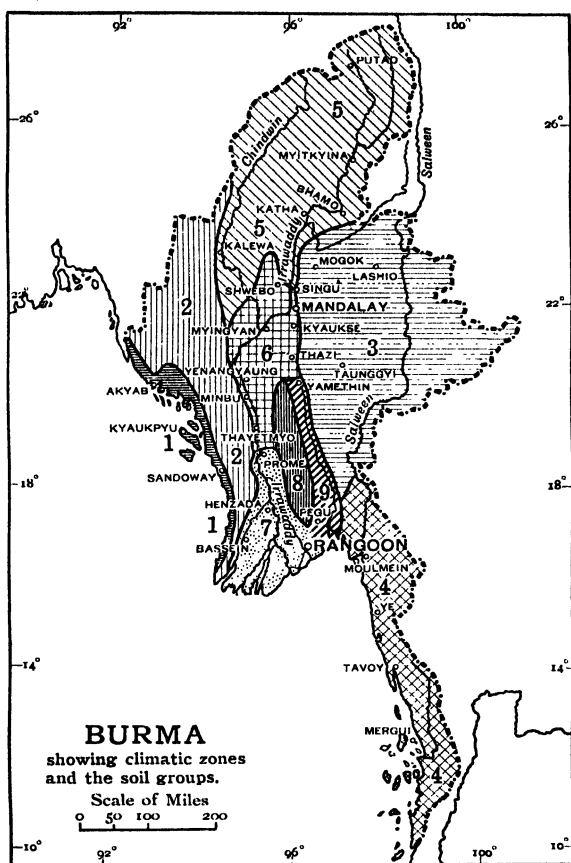 92° 96° 100°
PUTAO
5
26° 26°
Chindwin
MYITKYINA
Salween
BHAMO
KATHA
5
Irrawaddy
KALEWA
MOGOK
LASHIO
SHWEBO SINGU
22° 22°
2
MANDALAY
MYINGYAN
KYAUKSE
6
THAZI
3
YENANGYAUNG
TAUNGGYI
AKYAB
MINBU
YAMETHIN
Salween
KYAUKPYU
1
THAYETMYO
2
PROME
SANDOWAY
8
9
18° 18°
HENZADA
PEGU
1
7
Irrawaddy
BASSEIN
RANGOON
MOULMEIN
4
YE
14° 14°
TAVOY
BURMA
MERGUI
showing climatic zones
and the soil groups.
4
Scale of Miles
0 50 100 200
10° 10°
92° 96° 100°